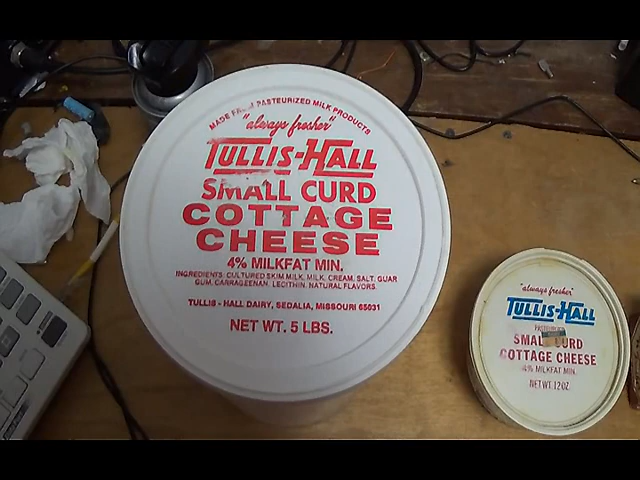 MADE FROM PASTEURIZED MILK PRODUCTS
"always fresher"
TULLIS-HALL
SMALL CURD
COTTAGE
CHEESE
4% MILKFAT MIN.
INGREDIENTS: CULTURED SKIM MILK, MILK, CREAM, SALT, GUAR
GUM, CARRAGEENAN, LECITHIN, NATURAL FLAVORS.
TULLIS - HALL DAIRY, SEDALIA, MISSOURI 65031
NET WT. 5 LBS.
"always fresher"
TULLIS-HALL
SMALL CURD
COTTAGE CHEESE
4% MILKFAT MIN.
NET WT. 12 OZ.